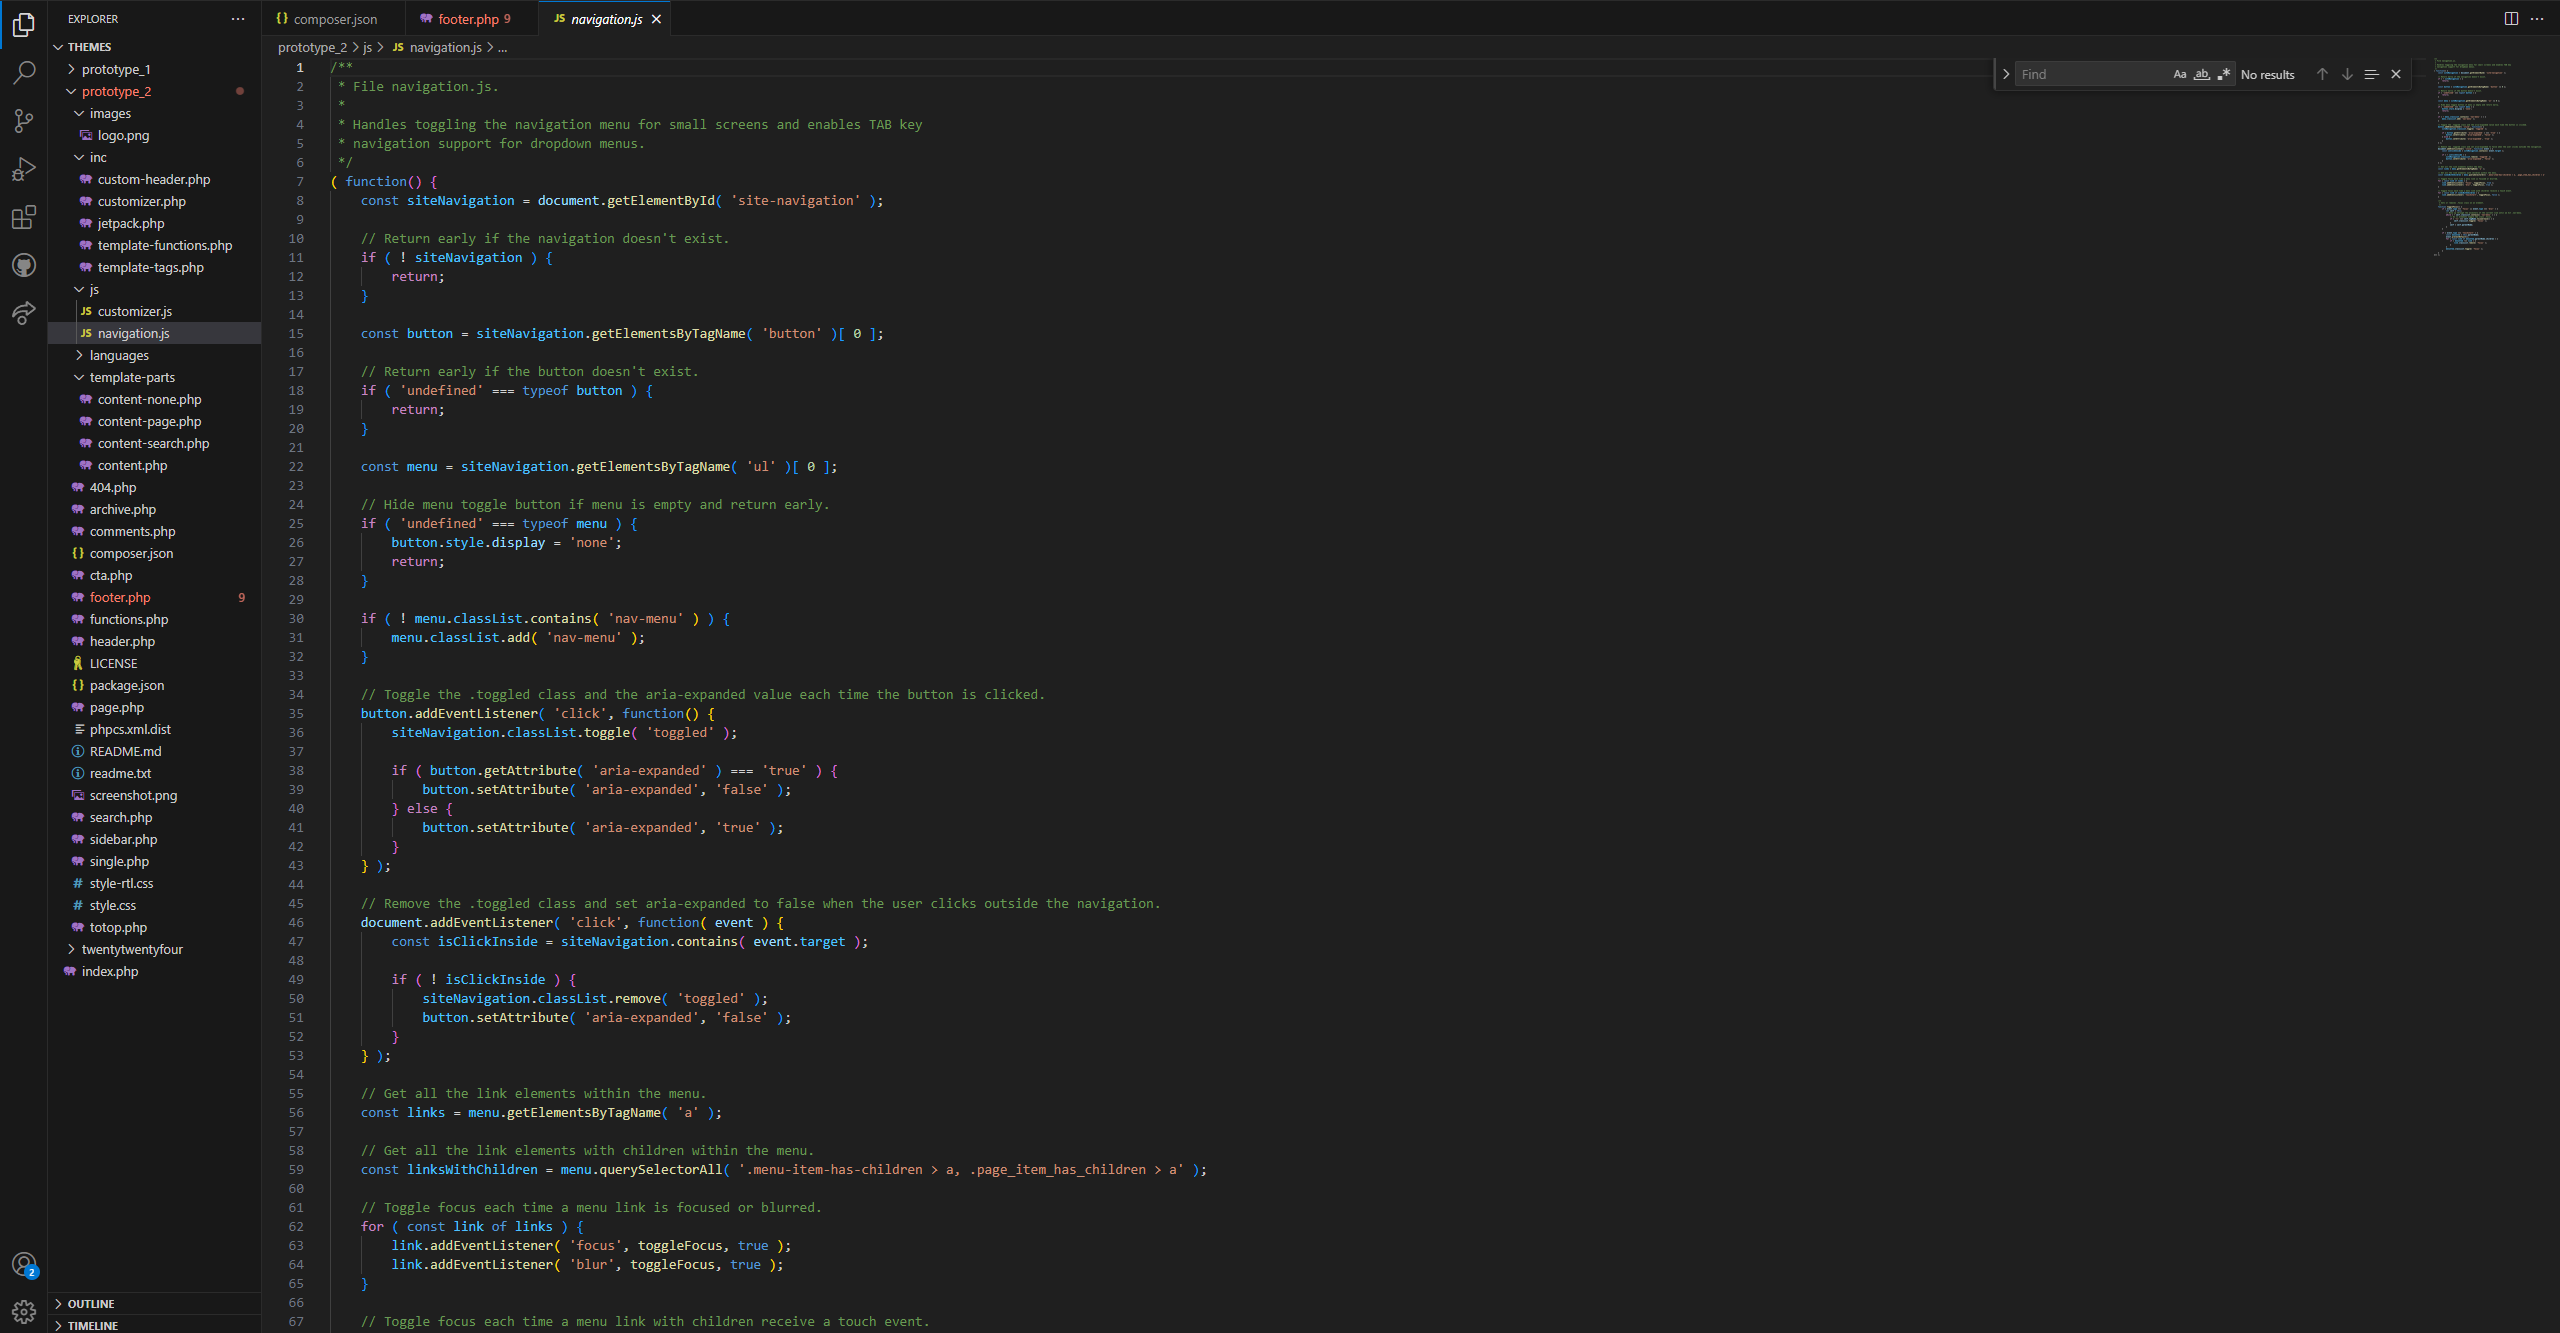 EXPLORER
THEMES
prototype_1
prototype_2
images
logo.png
inc
custom-header.php
customizer.php
jetpack.php
template-functions.php
template-tags.php
js
JS customizer.js
JS navigation.js
languages
template-parts
content-none.php
content-page.php
content-search.php
content.php
404.php
archive.php
comments.php
{} composer.json
cta.php
footer.php 9
functions.php
header.php
LICENSE
{} package.json
page.php
phpcs.xml.dist
README.md
readme.txt
screenshot.png
search.php
sidebar.php
single.php
# style-rtl.css
# style.css
totop.php
twentytwentyfour
index.php
OUTLINE
TIMELINE
2
{} composer.json
footer.php 9
JS navigation.js
prototype_2 > js > JS navigation.js > ...
Find Aa ab .* No results
1 /**
2  * File navigation.js.
3  *
4  * Handles toggling the navigation menu for small screens and enables TAB key
5  * navigation support for dropdown menus.
6  */
7 ( function() {
8     const siteNavigation = document.getElementById( 'site-navigation' );
9
10     // Return early if the navigation doesn't exist.
11     if ( ! siteNavigation ) {
12         return;
13     }
14
15     const button = siteNavigation.getElementsByTagName( 'button' )[ 0 ];
16
17     // Return early if the button doesn't exist.
18     if ( 'undefined' === typeof button ) {
19         return;
20     }
21
22     const menu = siteNavigation.getElementsByTagName( 'ul' )[ 0 ];
23
24     // Hide menu toggle button if menu is empty and return early.
25     if ( 'undefined' === typeof menu ) {
26         button.style.display = 'none';
27         return;
28     }
29
30     if ( ! menu.classList.contains( 'nav-menu' ) ) {
31         menu.classList.add( 'nav-menu' );
32     }
33
34     // Toggle the .toggled class and the aria-expanded value each time the button is clicked.
35     button.addEventListener( 'click', function() {
36         siteNavigation.classList.toggle( 'toggled' );
37
38         if ( button.getAttribute( 'aria-expanded' ) === 'true' ) {
39             button.setAttribute( 'aria-expanded', 'false' );
40         } else {
41             button.setAttribute( 'aria-expanded', 'true' );
42         }
43     } );
44
45     // Remove the .toggled class and set aria-expanded to false when the user clicks outside the navigation.
46     document.addEventListener( 'click', function( event ) {
47         const isClickInside = siteNavigation.contains( event.target );
48
49         if ( ! isClickInside ) {
50             siteNavigation.classList.remove( 'toggled' );
51             button.setAttribute( 'aria-expanded', 'false' );
52         }
53     } );
54
55     // Get all the link elements within the menu.
56     const links = menu.getElementsByTagName( 'a' );
57
58     // Get all the link elements with children within the menu.
59     const linksWithChildren = menu.querySelectorAll( '.menu-item-has-children > a, .page_item_has_children > a' );
60
61     // Toggle focus each time a menu link is focused or blurred.
62     for ( const link of links ) {
63         link.addEventListener( 'focus', toggleFocus, true );
64         link.addEventListener( 'blur', toggleFocus, true );
65     }
66
67     // Toggle focus each time a menu link with children receive a touch event.